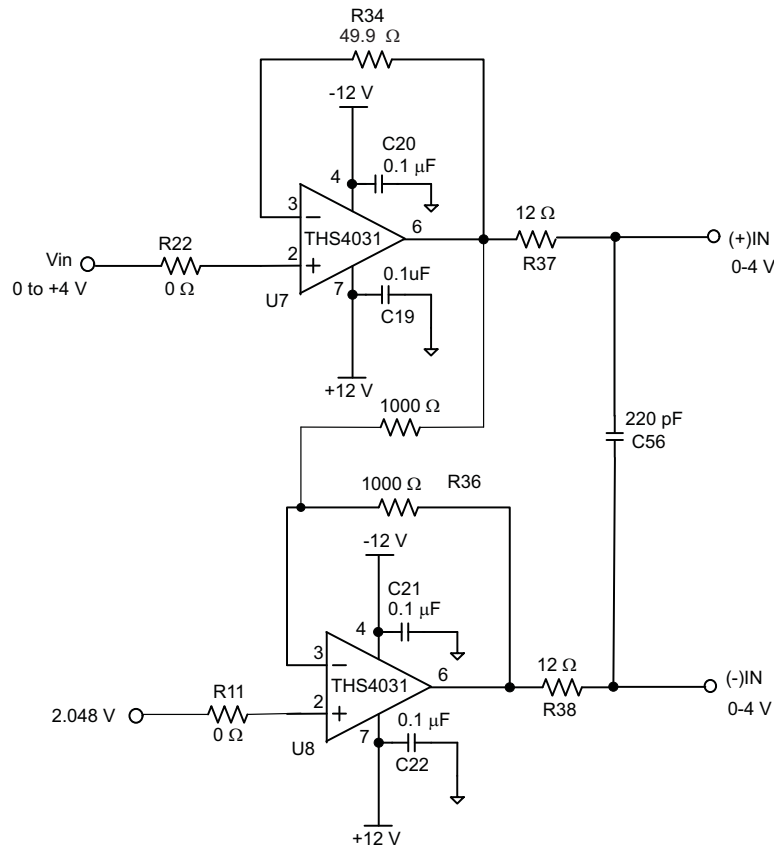 R34
49.9 Ω
-12 V
C20
0.1 μF
4
3
THS4031
6
12 Ω
(+)IN
Vin
R22
2
R37
0 to +4 V
0 Ω
U7
7
0.1uF
C19
0-4 V
+12 V
1000 Ω
220 pF
C56
1000 Ω
R36
-12 V
C21
0.1 μF
4
3
THS4031
6
12 Ω
(-)IN
R11
2
R38
2.048 V
0 Ω
U8
7
0.1 μF
C22
0-4 V
+12 V